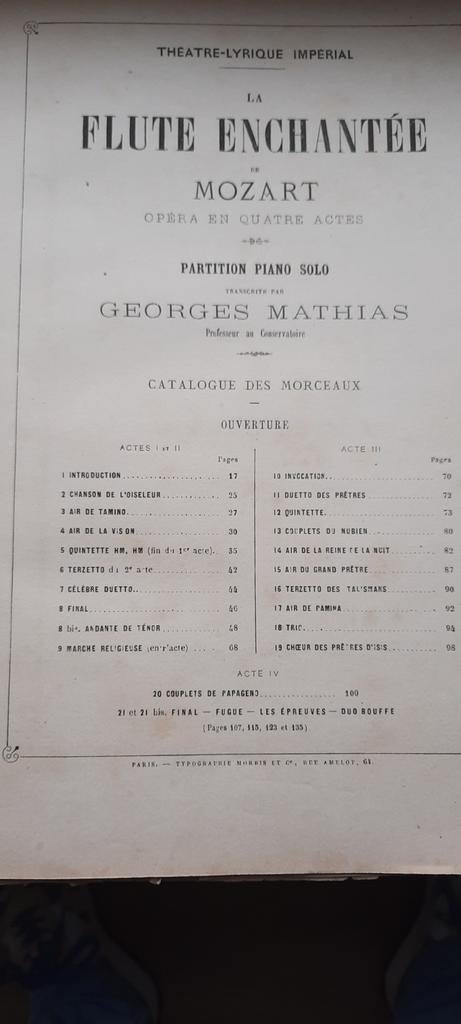 THÉATRE-LYRIQUE IMPÉRIAL
LA
FLUTE ENCHANTÉE
DE
MOZART
OPÉRA EN QUATRE ACTES
PARTITION PIANO SOLO
TRANSCRITE PAR
GEORGES MATHIAS
Professeur au Conservatoire
CATALOGUE DES MORCEAUX
OUVERTURE
ACTES I ET II
Pages
1 INTRODUCTION 17
2 CHANSON DE L'OISELEUR 25
3 AIR DE TAMINO 27
4 AIR DE LA VISION 30
5 QUINTETTE HM, HM (fin du 1er acte). 35
6 TERZETTO du 2e acte 42
7 CÉLÈBRE DUETTO 44
8 FINAL 46
8 bis. ANDANTE DE TÉNOR 48
9 MARCHE RELIGIEUSE (entr'acte) 68
ACTE III
Pages
10 INVOCATION 70
11 DUETTO DES PRÊTRES 72
12 QUINTETTE 73
13 COUPLETS DU NUBIEN 80
14 AIR DE LA REINE DE LA NUIT 82
15 AIR DU GRAND PRÊTRE 87
16 TERZETTO DES TALISMANS 90
17 AIR DE PAMINA 92
18 TRIO 94
19 CHŒUR DES PRÊTRES D'ISIS 98
ACTE IV
20 COUPLETS DE PAPAGENO 100
21 et 21 bis. FINAL — FUGUE — LES ÉPREUVES — DUO BOUFFE
(Pages 107, 115, 123 et 135)
PARIS. — TYPOGRAPHIE MORRIS ET Ce, RUE AMELOT, 64.